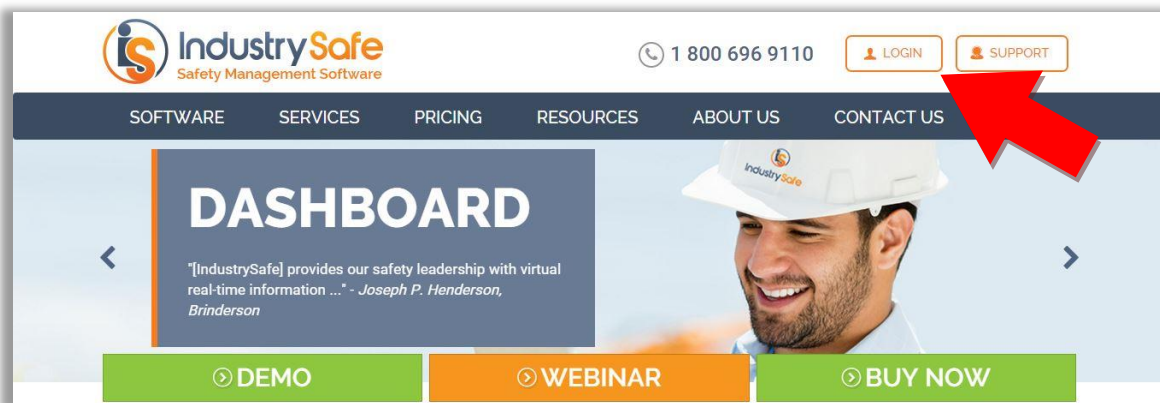 IndustrySafe
Safety Management Software
1 800 696 9110
LOGIN
SUPPORT
SOFTWARE
SERVICES
PRICING
RESOURCES
ABOUT US
CONTACT US
DASHBOARD
"[IndustrySafe] provides our safety leadership with virtual
real-time information ..." - Joseph P. Henderson,
Brinderson
IndustrySafe
DEMO
WEBINAR
BUY NOW